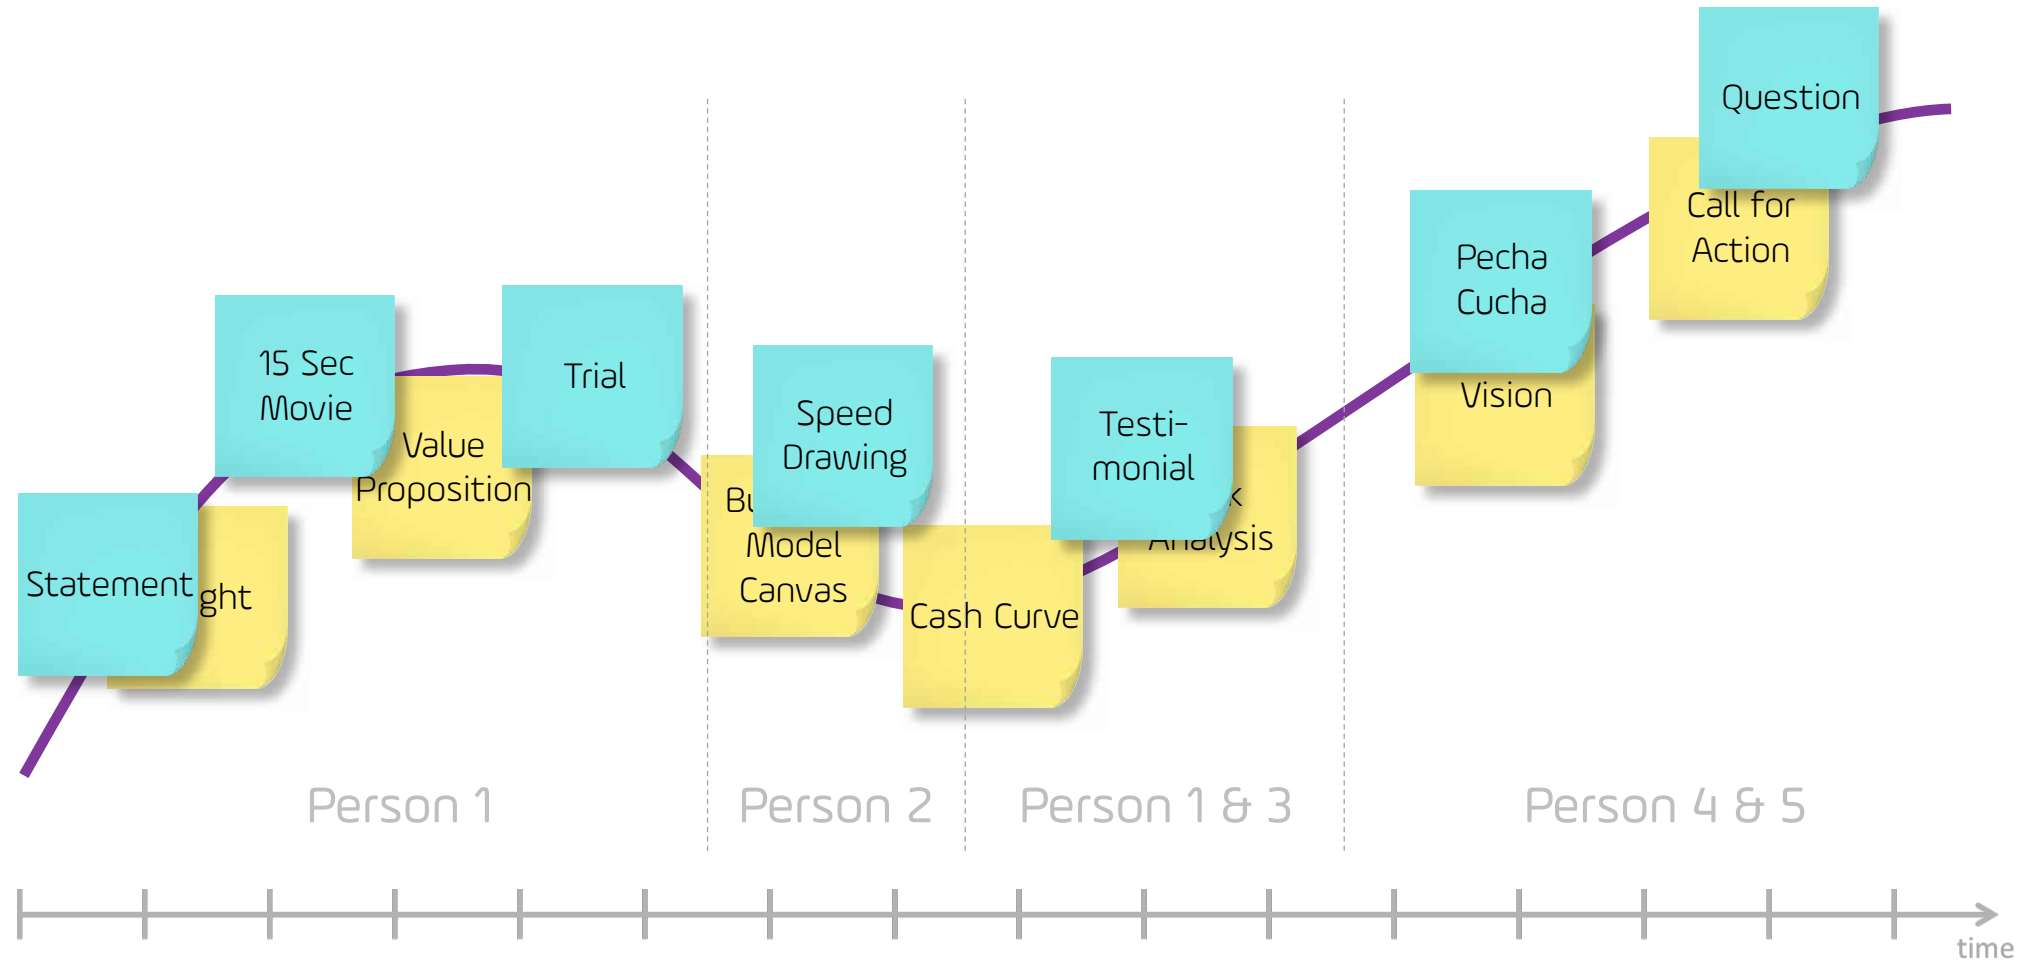 Question
Call for
Action
Pecha
Cucha
Vision
15 Sec
Movie
Trial
Value
Proposition
Speed
Drawing
Testi-
monial
Model
Canvas
Analysis
Statement
Cash Curve
Person 1
Person 2
Person 1 & 3
Person 4 & 5
time